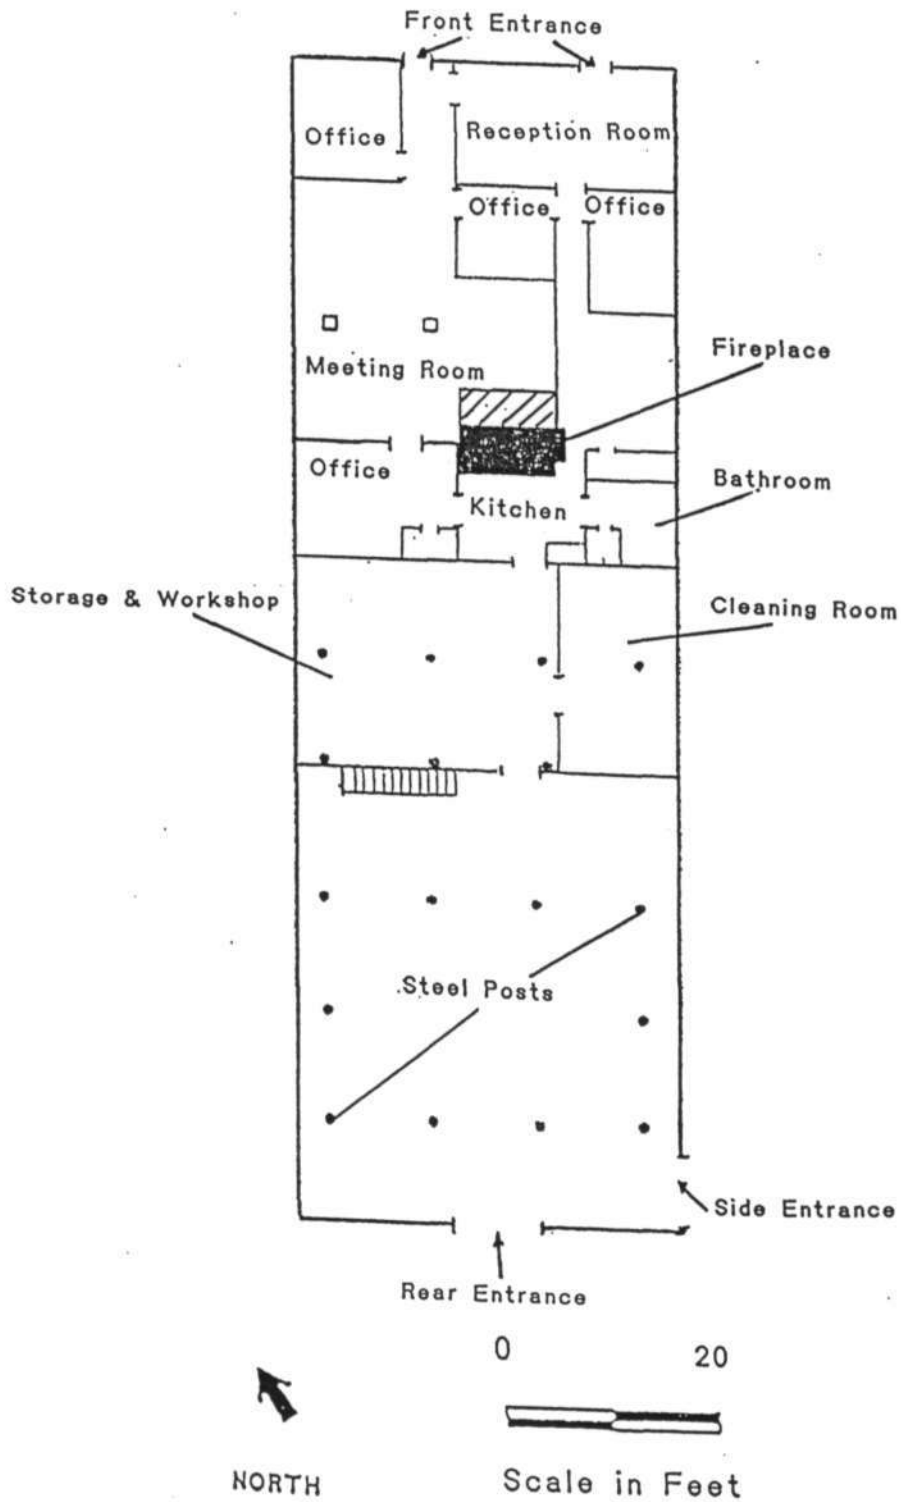 Front Entrance
Office
Reception Room
Office
Office
Fireplace
Meeting Room
Office
Bathroom
Kitchen
Storage & Workshop
Cleaning Room
Steel Posts
Side Entrance
Rear Entrance
0 20
NORTH
Scale in Feet